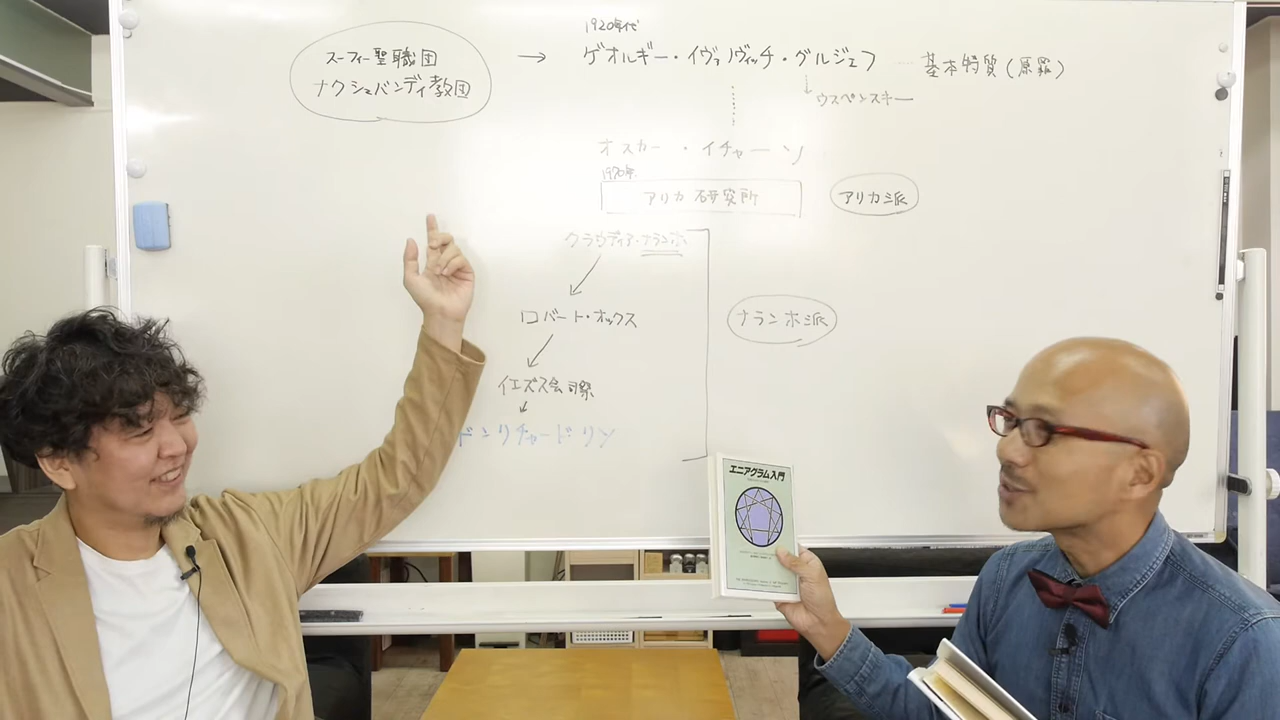 1920年代
スーフィー聖職団
ナクシュバンディ教団
→ ゲオルギー・イヴァノヴィッチ・グルジェフ ‥‥ 基本特質(原罪)
ウスペンスキー
オスカー・イチャーソ
1970年
アリカ研究所
アリカ派
クラウディア・ナランホ
ロバート・オックス
ナランホ派
イエズス会司祭
ドンリチャード・リソ
エニアグラム入門